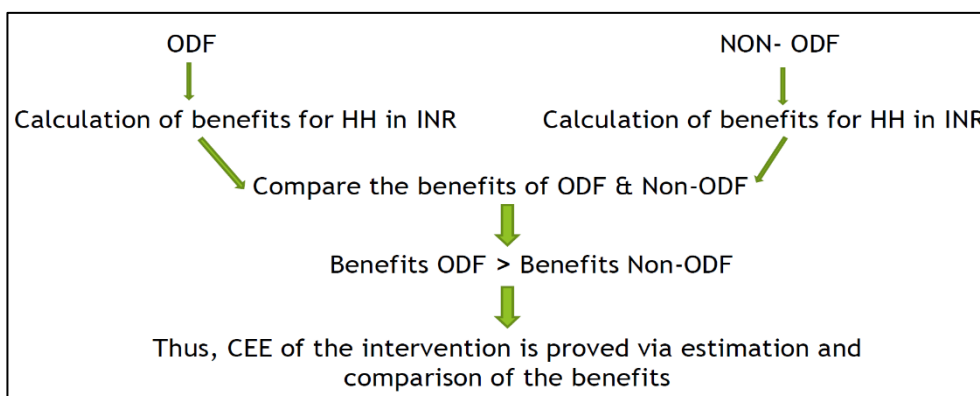 ODF
NON- ODF
Calculation of benefits for HH in INR
Calculation of benefits for HH in INR
Compare the benefits of ODF & Non-ODF
Benefits ODF > Benefits Non-ODF
Thus, CEE of the intervention is proved via estimation and
comparison of the benefits